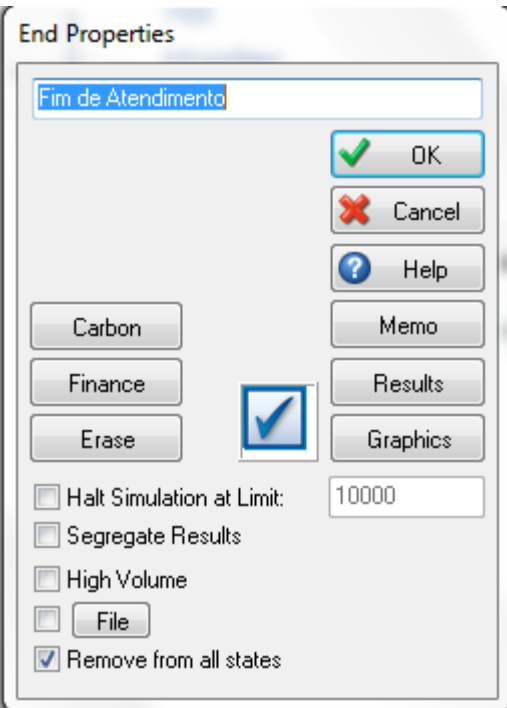 End Properties
Fim de Atendimento
OK
Cancel
Help
Carbon
Memo
Finance
Results
Erase
Graphics
Halt Simulation at Limit:
10000
Segregate Results
High Volume
File
Remove from all states